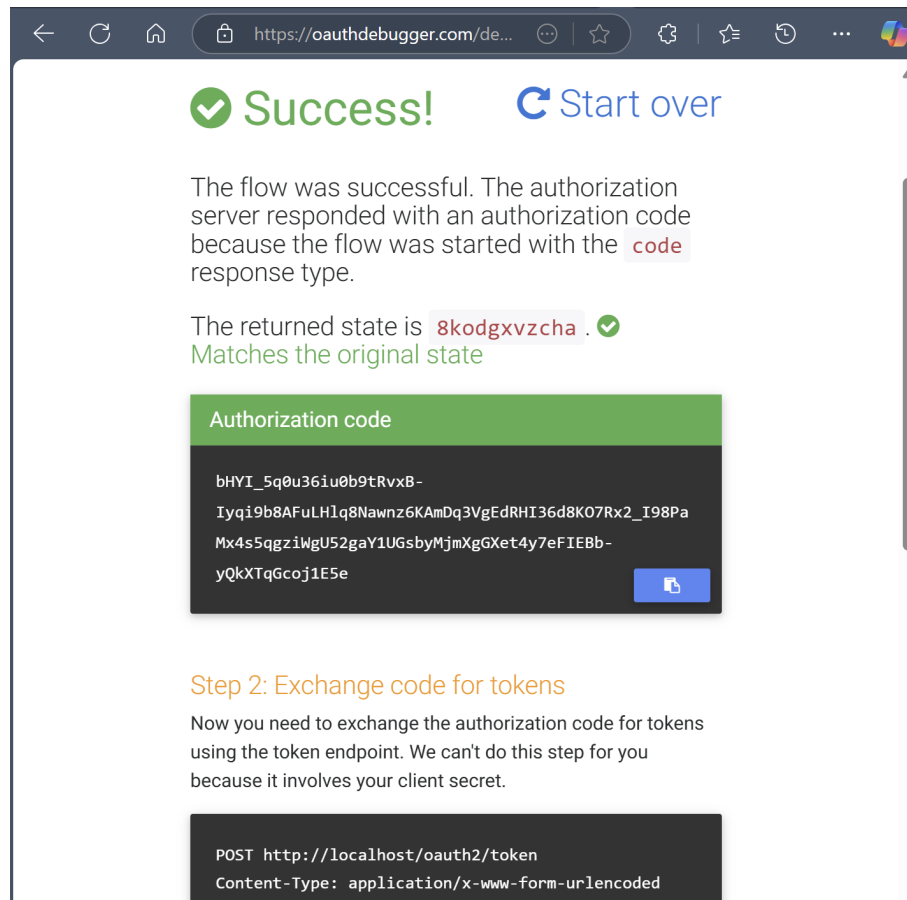 https://oauthdebugger.com/de...
Success!
Start over
The flow was successful. The authorization
server responded with an authorization code
because the flow was started with the code
response type.
The returned state is 8kodgxvzcha .
Matches the original state
Authorization code
bHYI_5q0u36iu0b9tRvxB-
Iyqi9b8AFuLHlq8Nawnz6KAmDq3VgEdRHI36d8KO7Rx2_I98Pa
Mx4s5qgziWgU52gaY1UGsbyMjmXgGXet4y7eFIEBb-
yQkXTqGcoj1E5e
Step 2: Exchange code for tokens
Now you need to exchange the authorization code for tokens
using the token endpoint. We can't do this step for you
because it involves your client secret.
POST http://localhost/oauth2/token
Content-Type: application/x-www-form-urlencoded